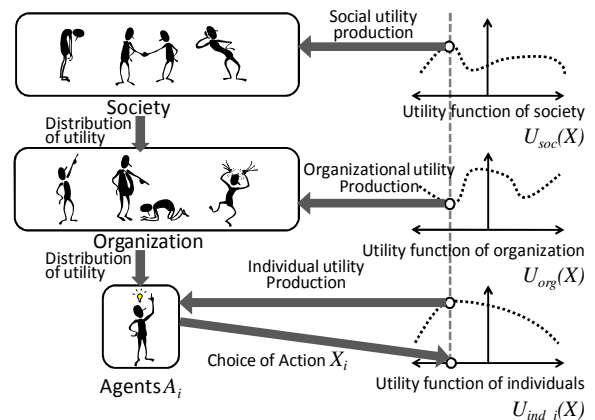 Social utility
production
Society
Utility function of society
U_soc(X)
Distribution
of utility
Organizational utility
Production
Organization
Utility function of organization
U_org(X)
Distribution
of utility
Individual utility
Production
Choice of Action X_i
Agents A_i
Utility function of individuals
U_ind_i(X)